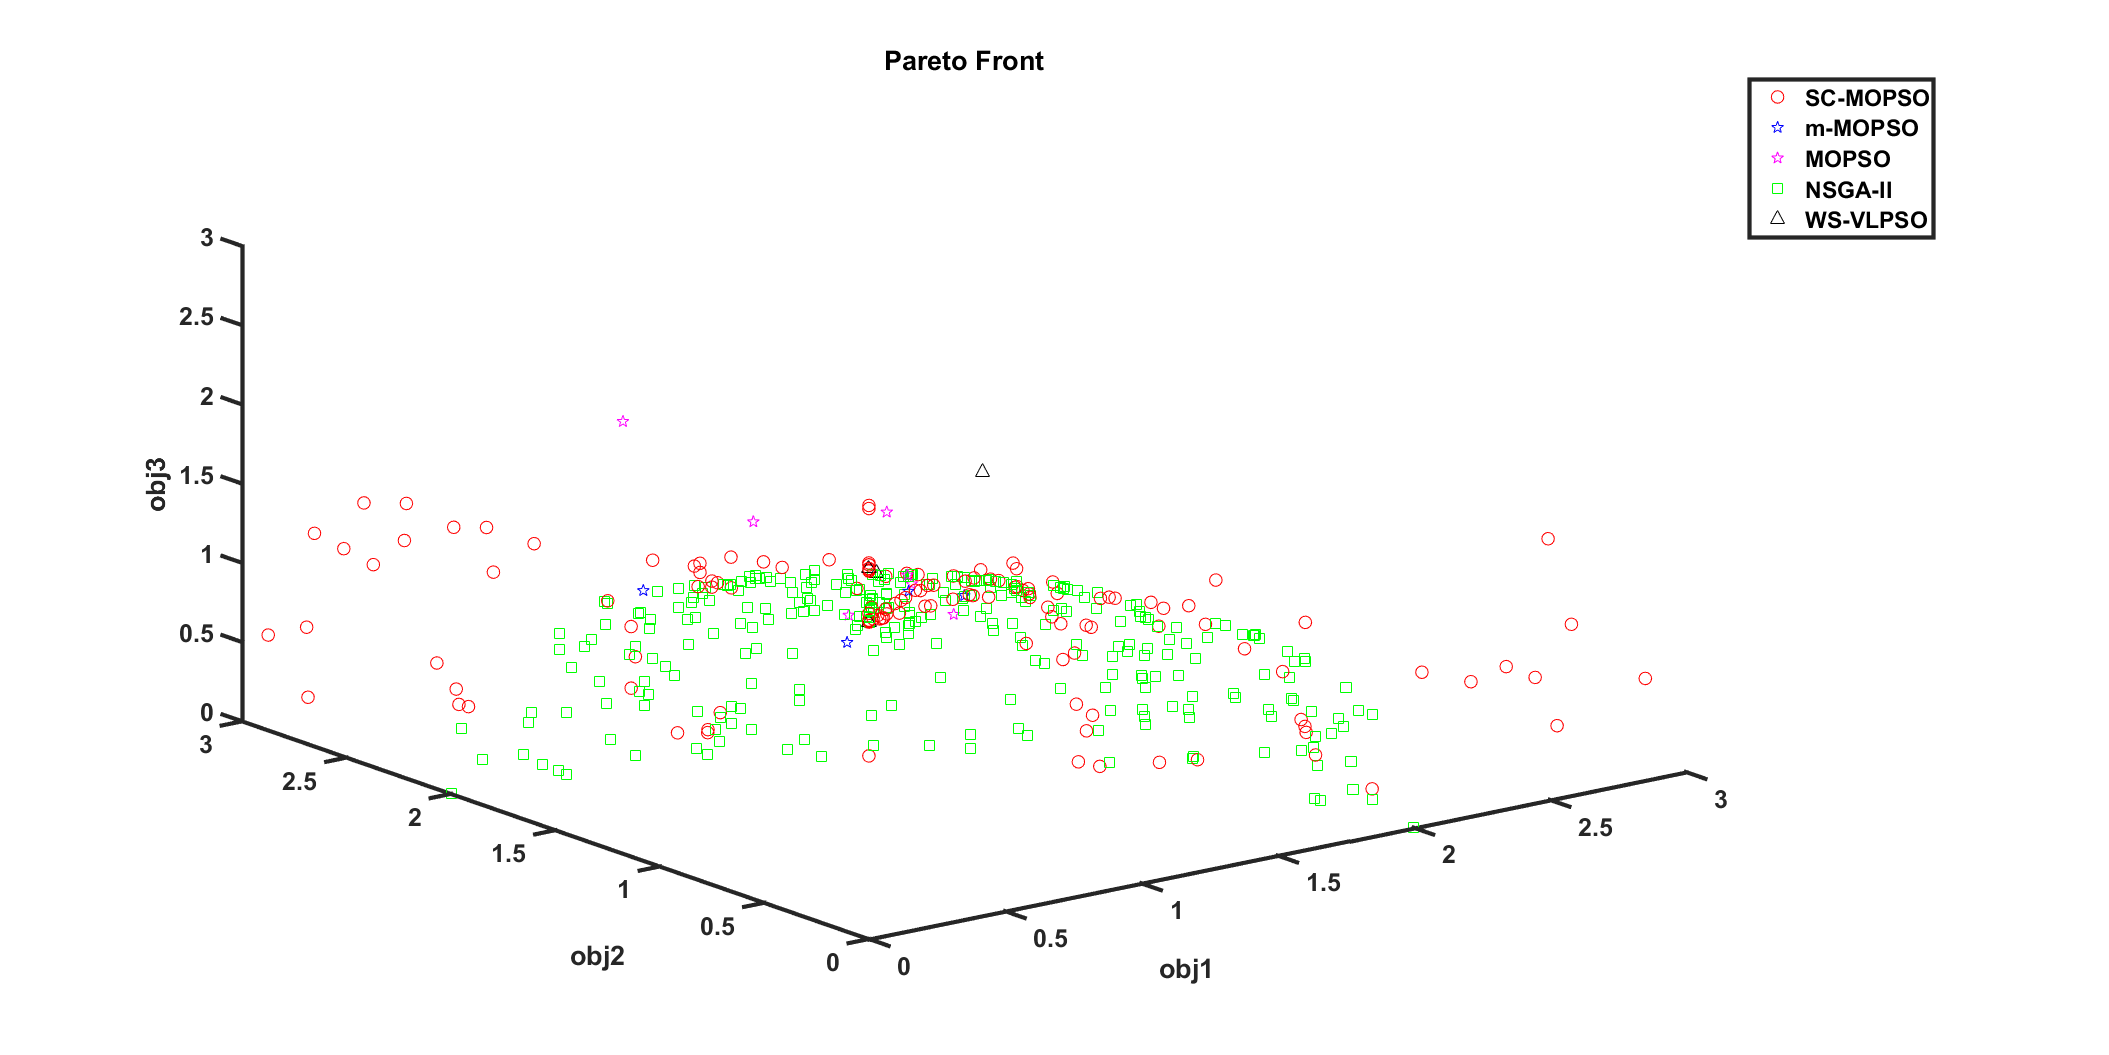 Pareto Front
SC-MOPSO
m-MOPSO
MOPSO
NSGA-II
WS-VLPSO
3
2.5
2
1.5
1
0.5
0
obj3
3
2.5
2
1.5
1
0.5
0
obj2
0
0.5
1
1.5
2
2.5
3
obj1